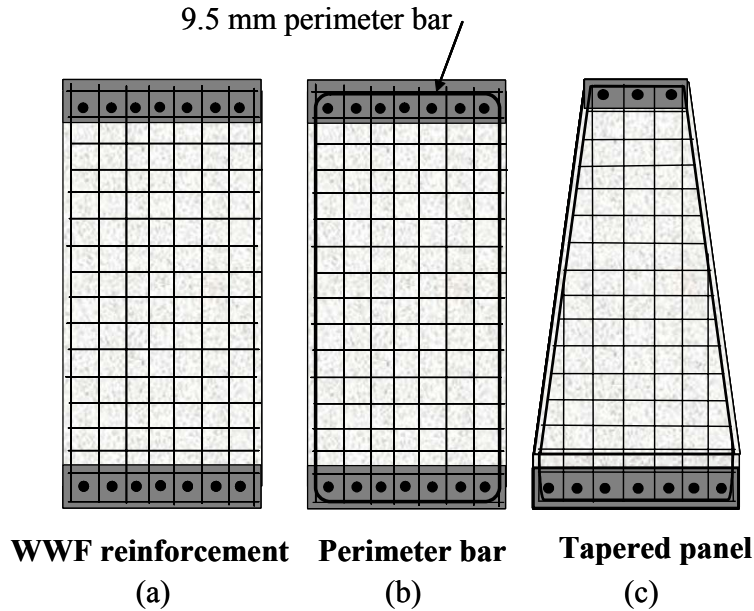 9.5 mm perimeter bar
WWF reinforcement
Perimeter bar
Tapered panel
(a)
(b)
(c)